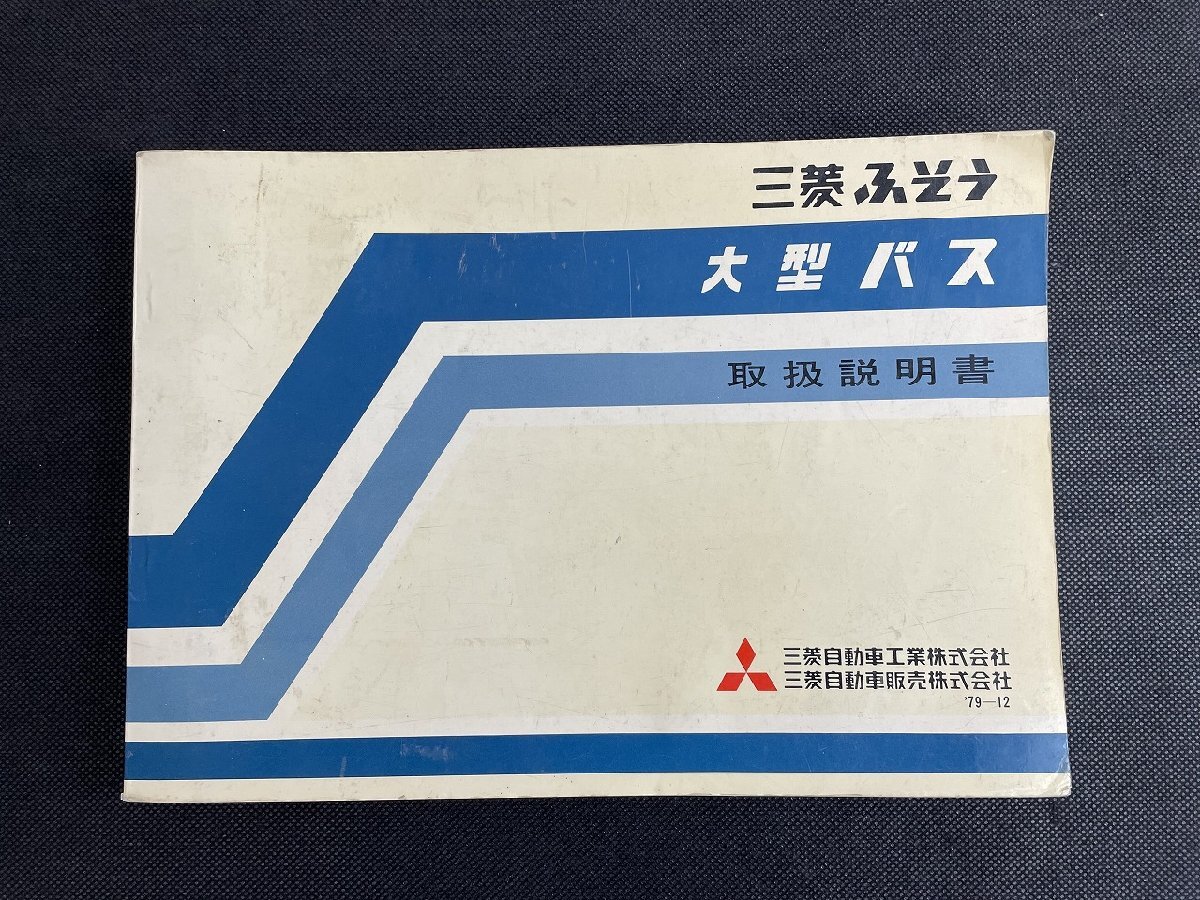 三菱ふそう
大型バス
取扱説明書
三菱自動車工業株式会社
三菱自動車販売株式会社
'79—12